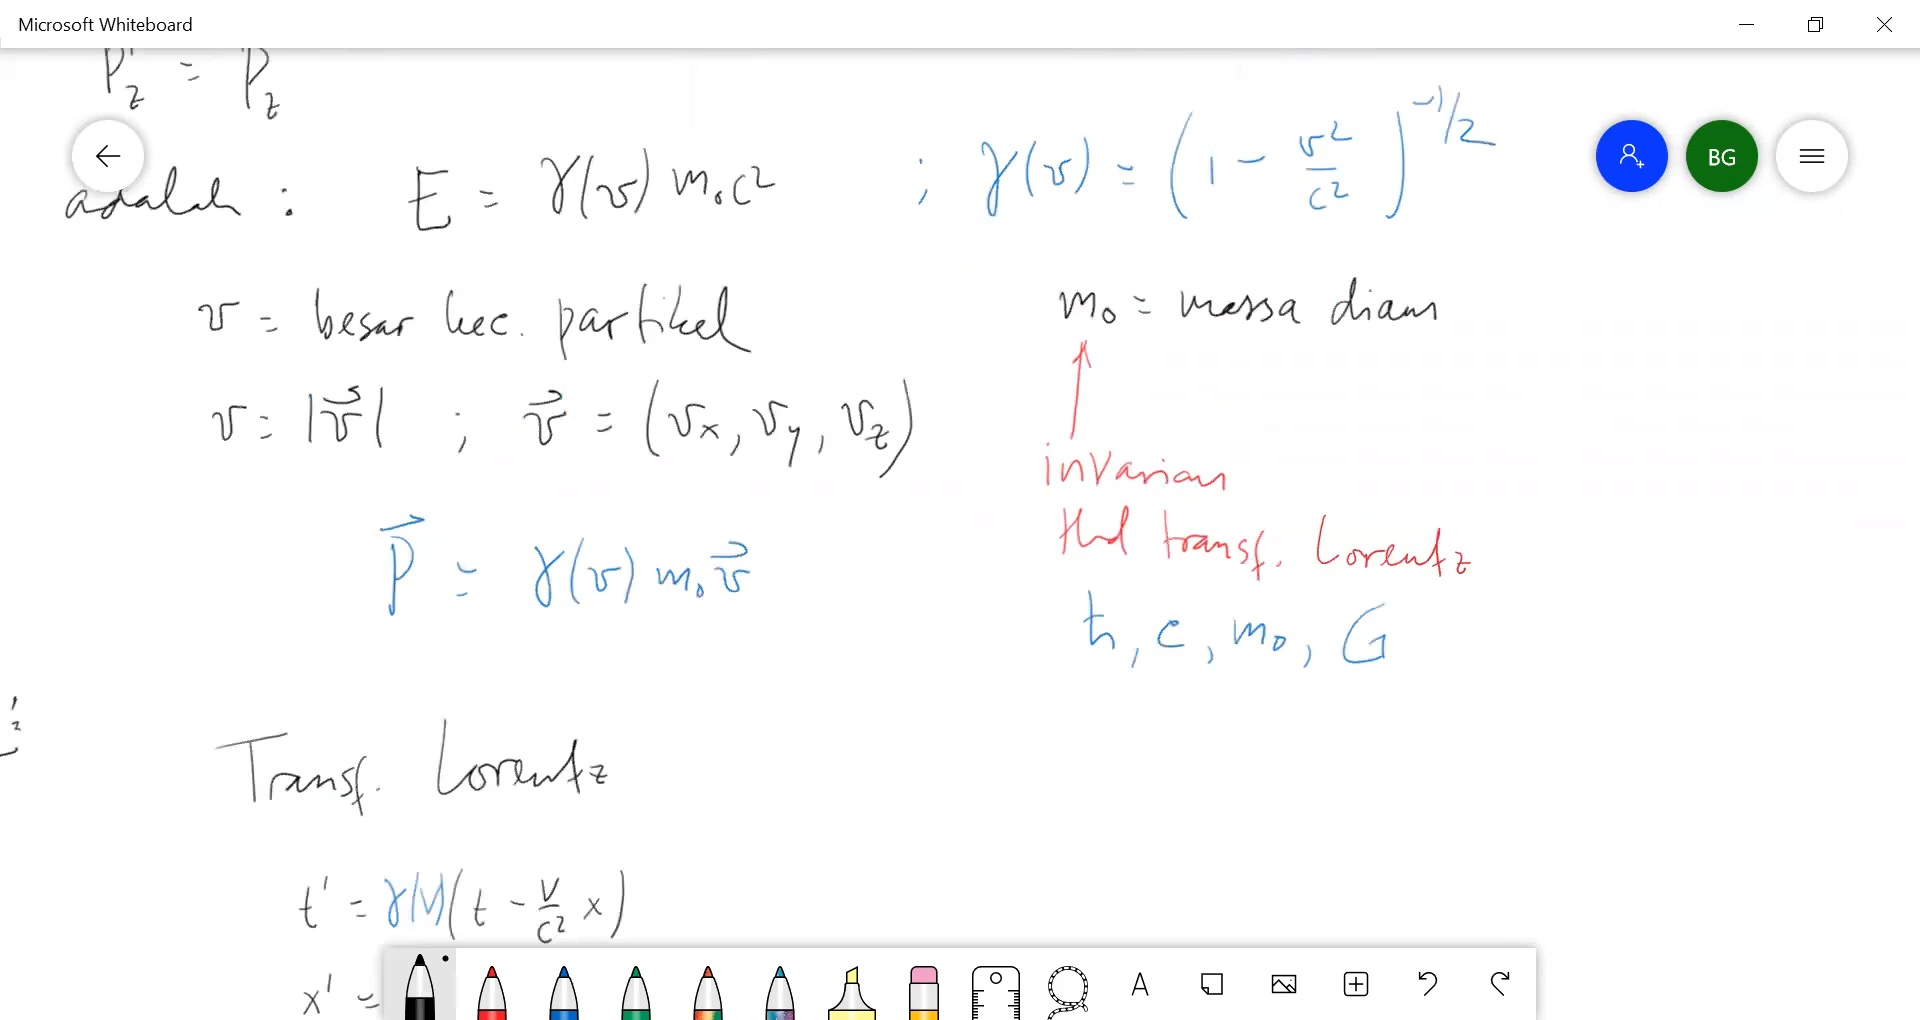 Microsoft Whiteboard
P'z = Pz
adalah : E = γ(v) m₀c² ; γ(v) = (1 - v²/c²)^-1/2
BG
v = besar kec. partikel
m₀ = massa diam
v = |v⃗| ; v⃗ = (vx, vy, vz)
invarian
thd transf. Lorentz
P⃗ = γ(v) m₀v⃗
ħ, c, m₀, G
Transf. Lorentz
t' = γ(V)(t - V/c² x)
x' =
A